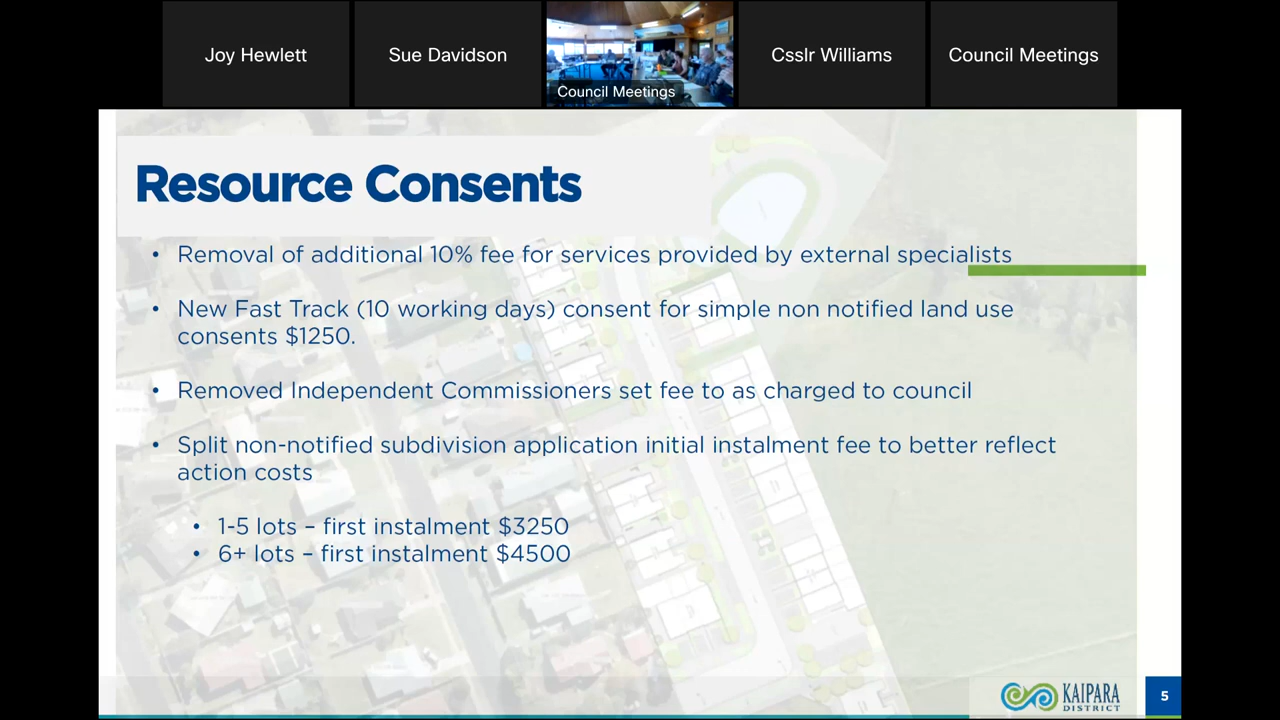 Joy Hewlett
Sue Davidson
Council Meetings
Csslr Williams
Council Meetings
Resource Consents
• Removal of additional 10% fee for services provided by external specialists
• New Fast Track (10 working days) consent for simple non notified land use
consents $1250.
• Removed Independent Commissioners set fee to as charged to council
• Split non-notified subdivision application initial instalment fee to better reflect
action costs
• 1-5 lots – first instalment $3250
• 6+ lots – first instalment $4500
KAIPARA
DISTRICT
5